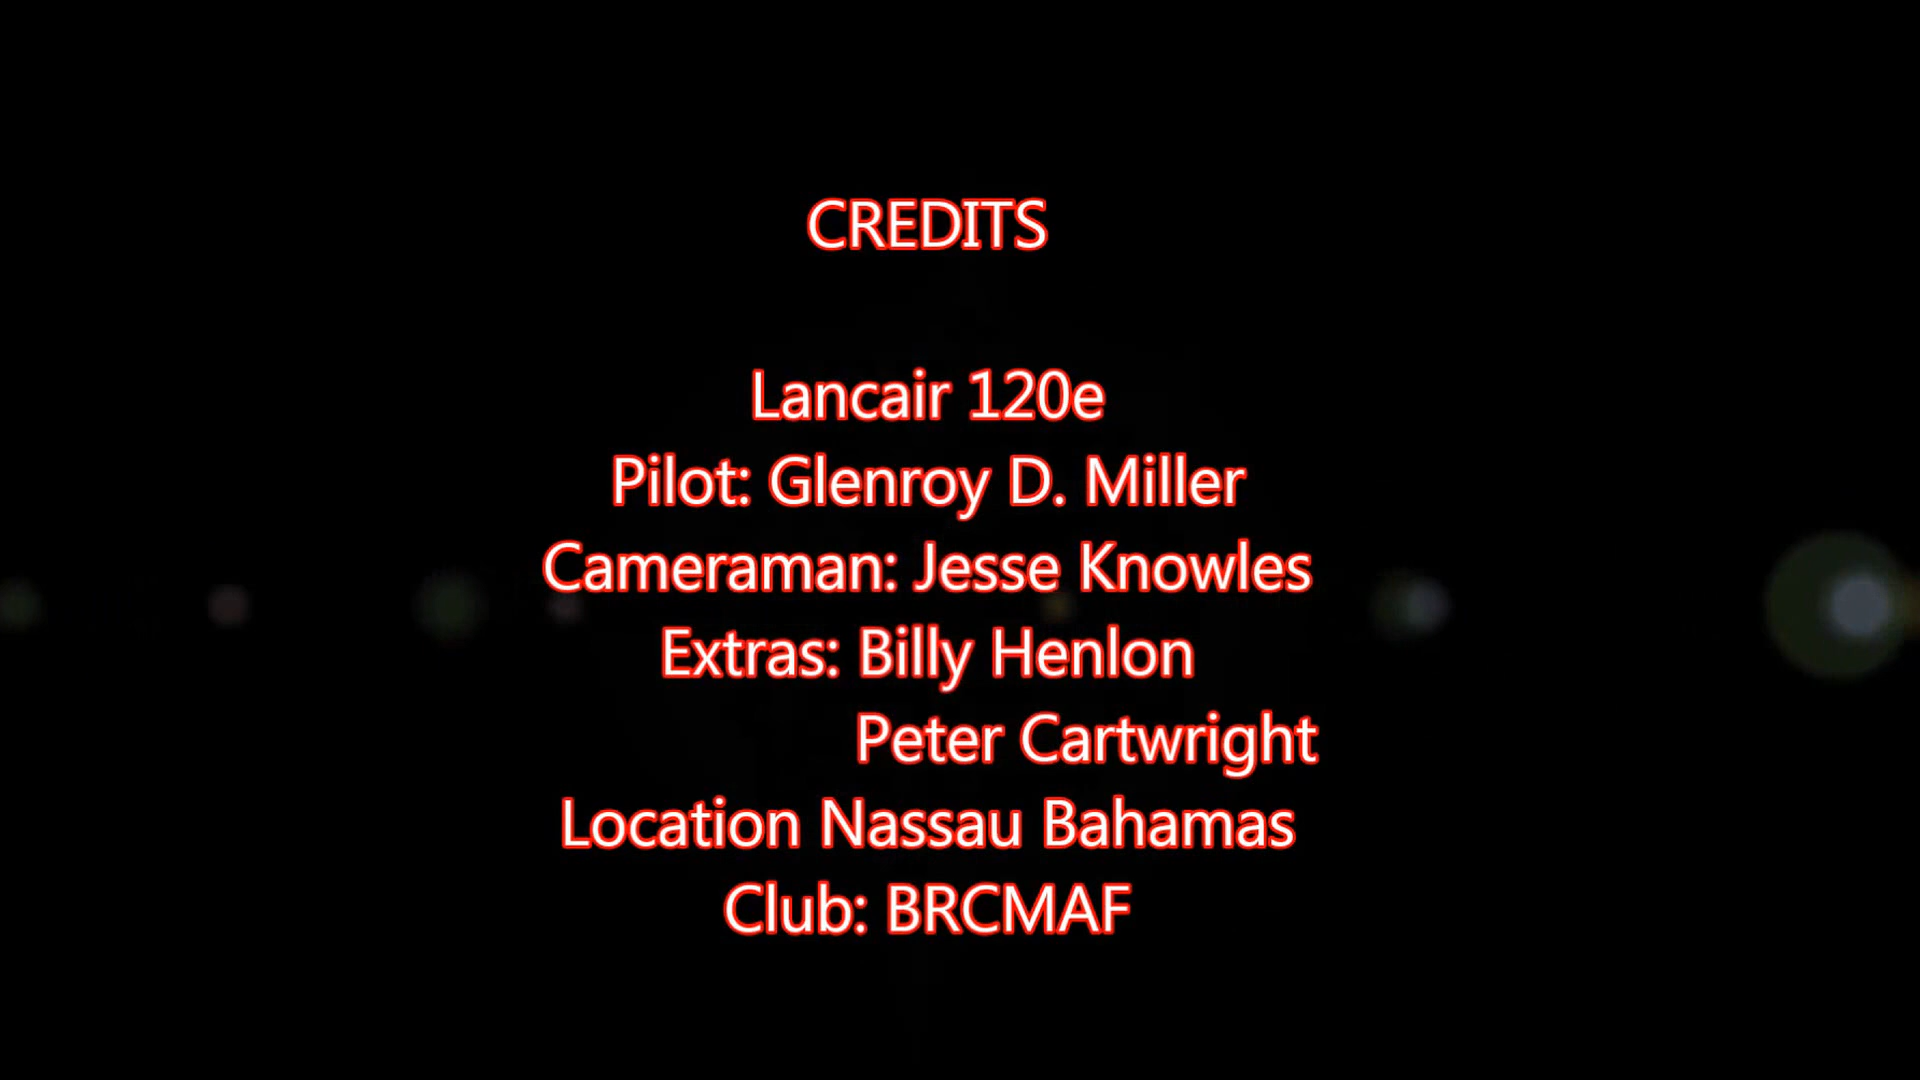 CREDITS
Lancair 120e
Pilot: Glenroy D. Miller
Cameraman: Jesse Knowles
Extras: Billy Henlon
Peter Cartwright
Location Nassau Bahamas
Club: BRCMAF